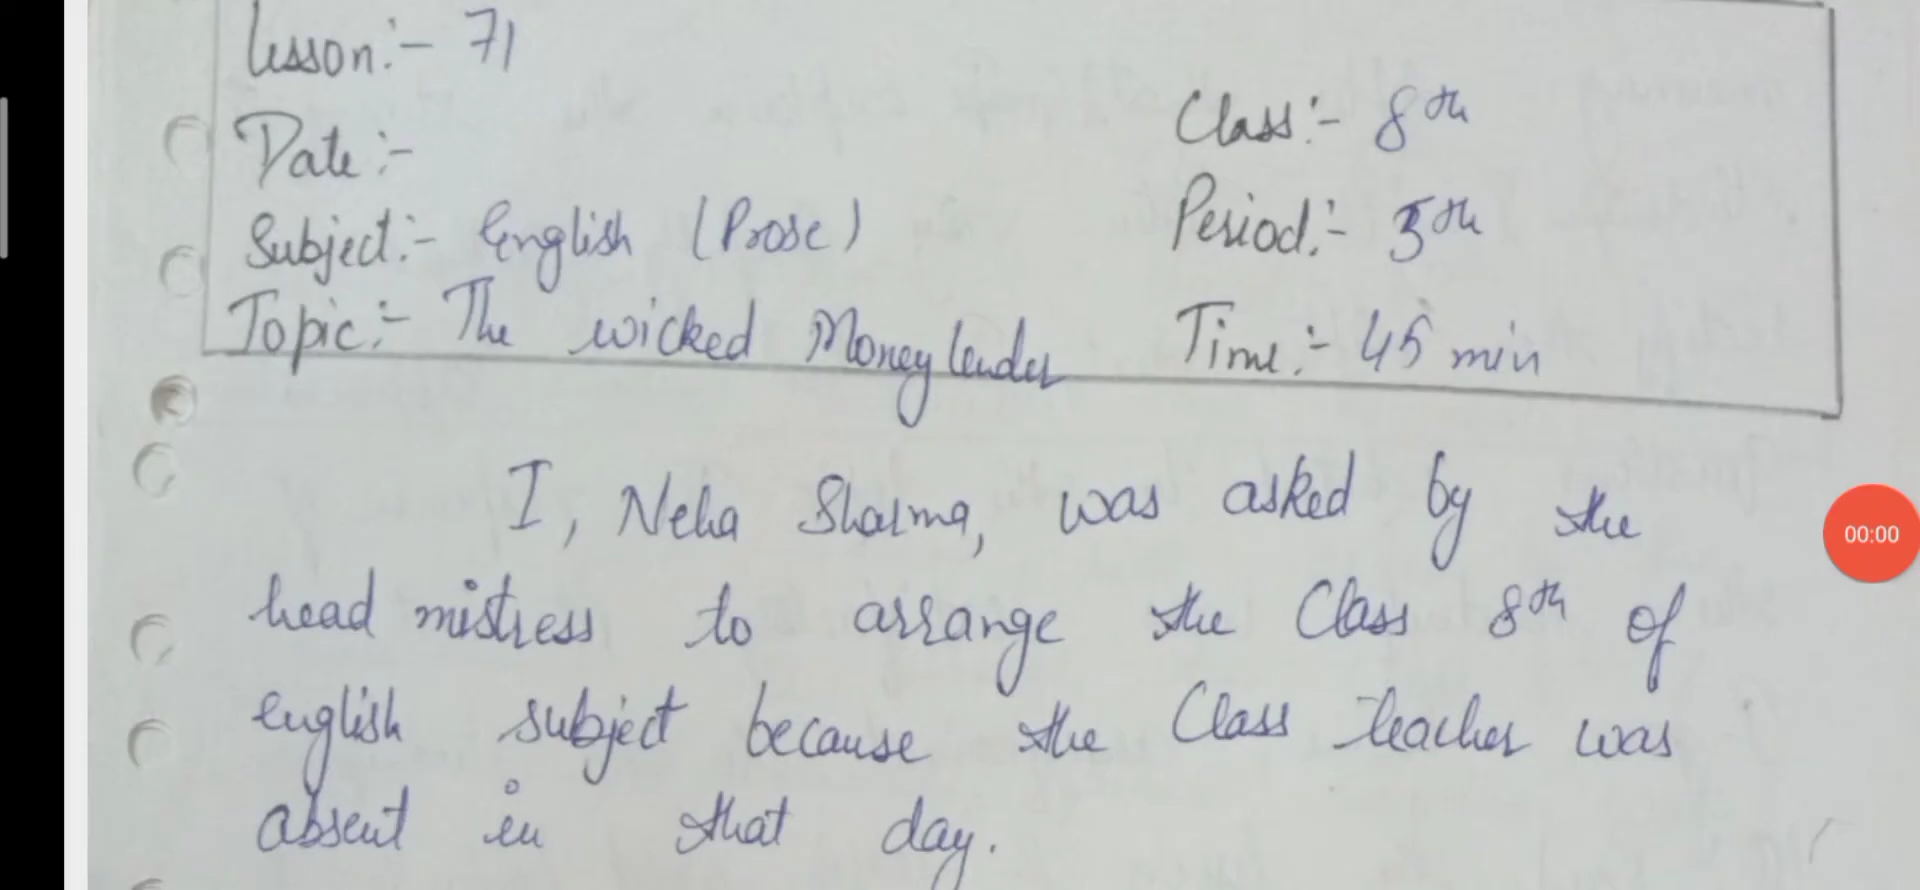 Lesson:- 71
Date:-
Class:- 8th
Subject:- English (Prose)
Period:- 5th
Topic:- The wicked Money lender
Time:- 45 min
I, Neha Sharma, was asked by the
head mistress to arrange the Class 8th of
english subject because the Class teacher was
absent in that day.
00:00